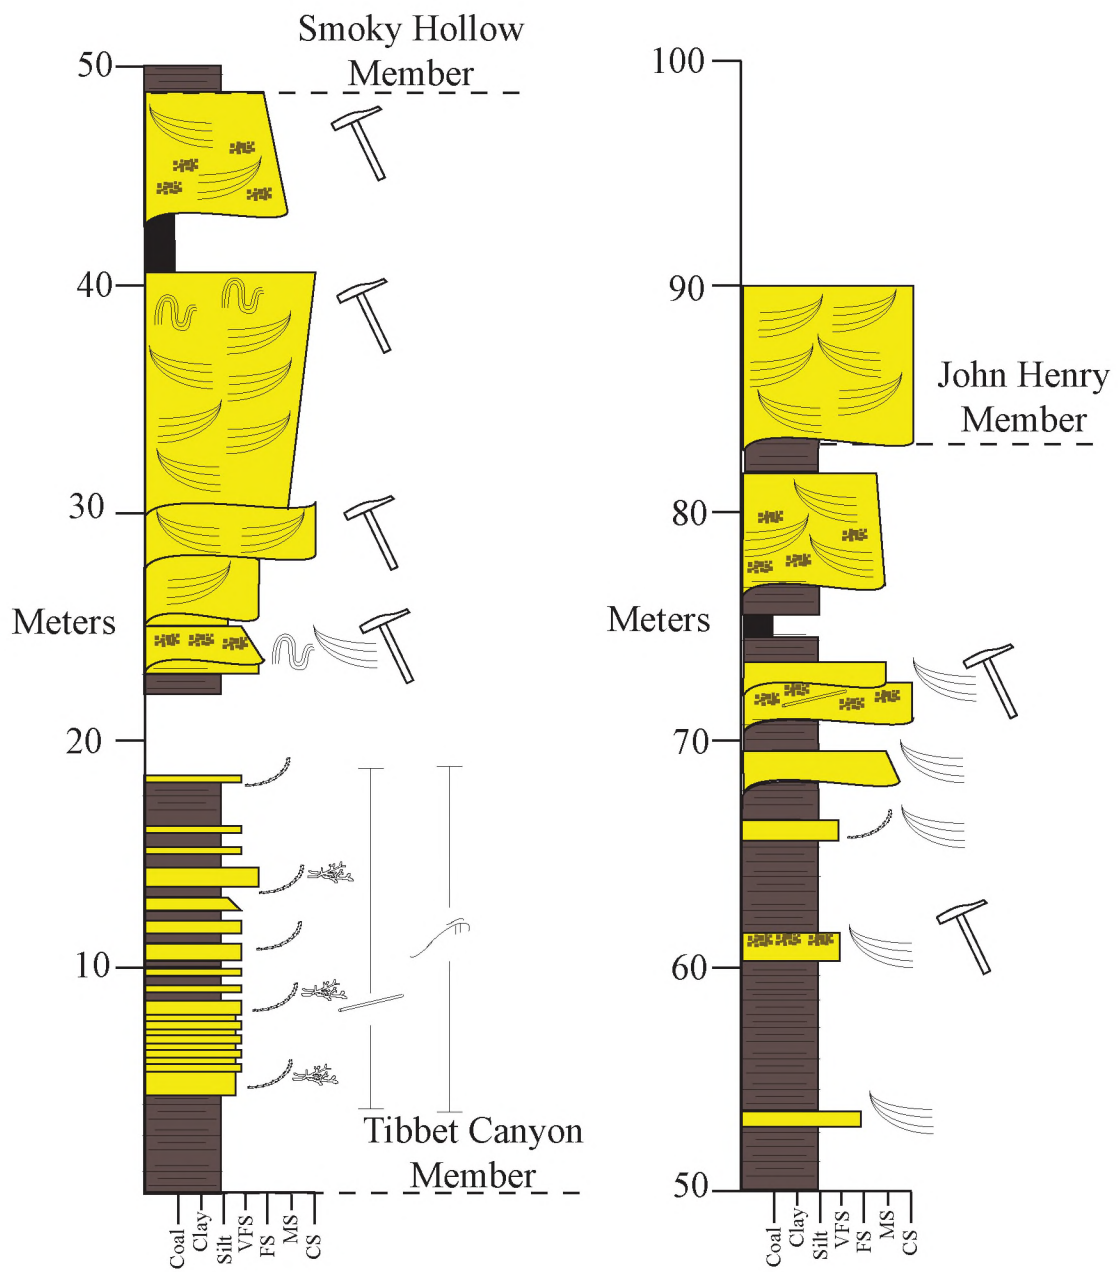 Smoky Hollow
Member
50
40
30
Meters
20
10
Tibbet Canyon
Member
Coal
Clay
Silt
VFS
FS
MS
CS
100
90
John Henry
Member
80
Meters
70
60
50
Coal
Clay
Silt
VFS
FS
MS
CS